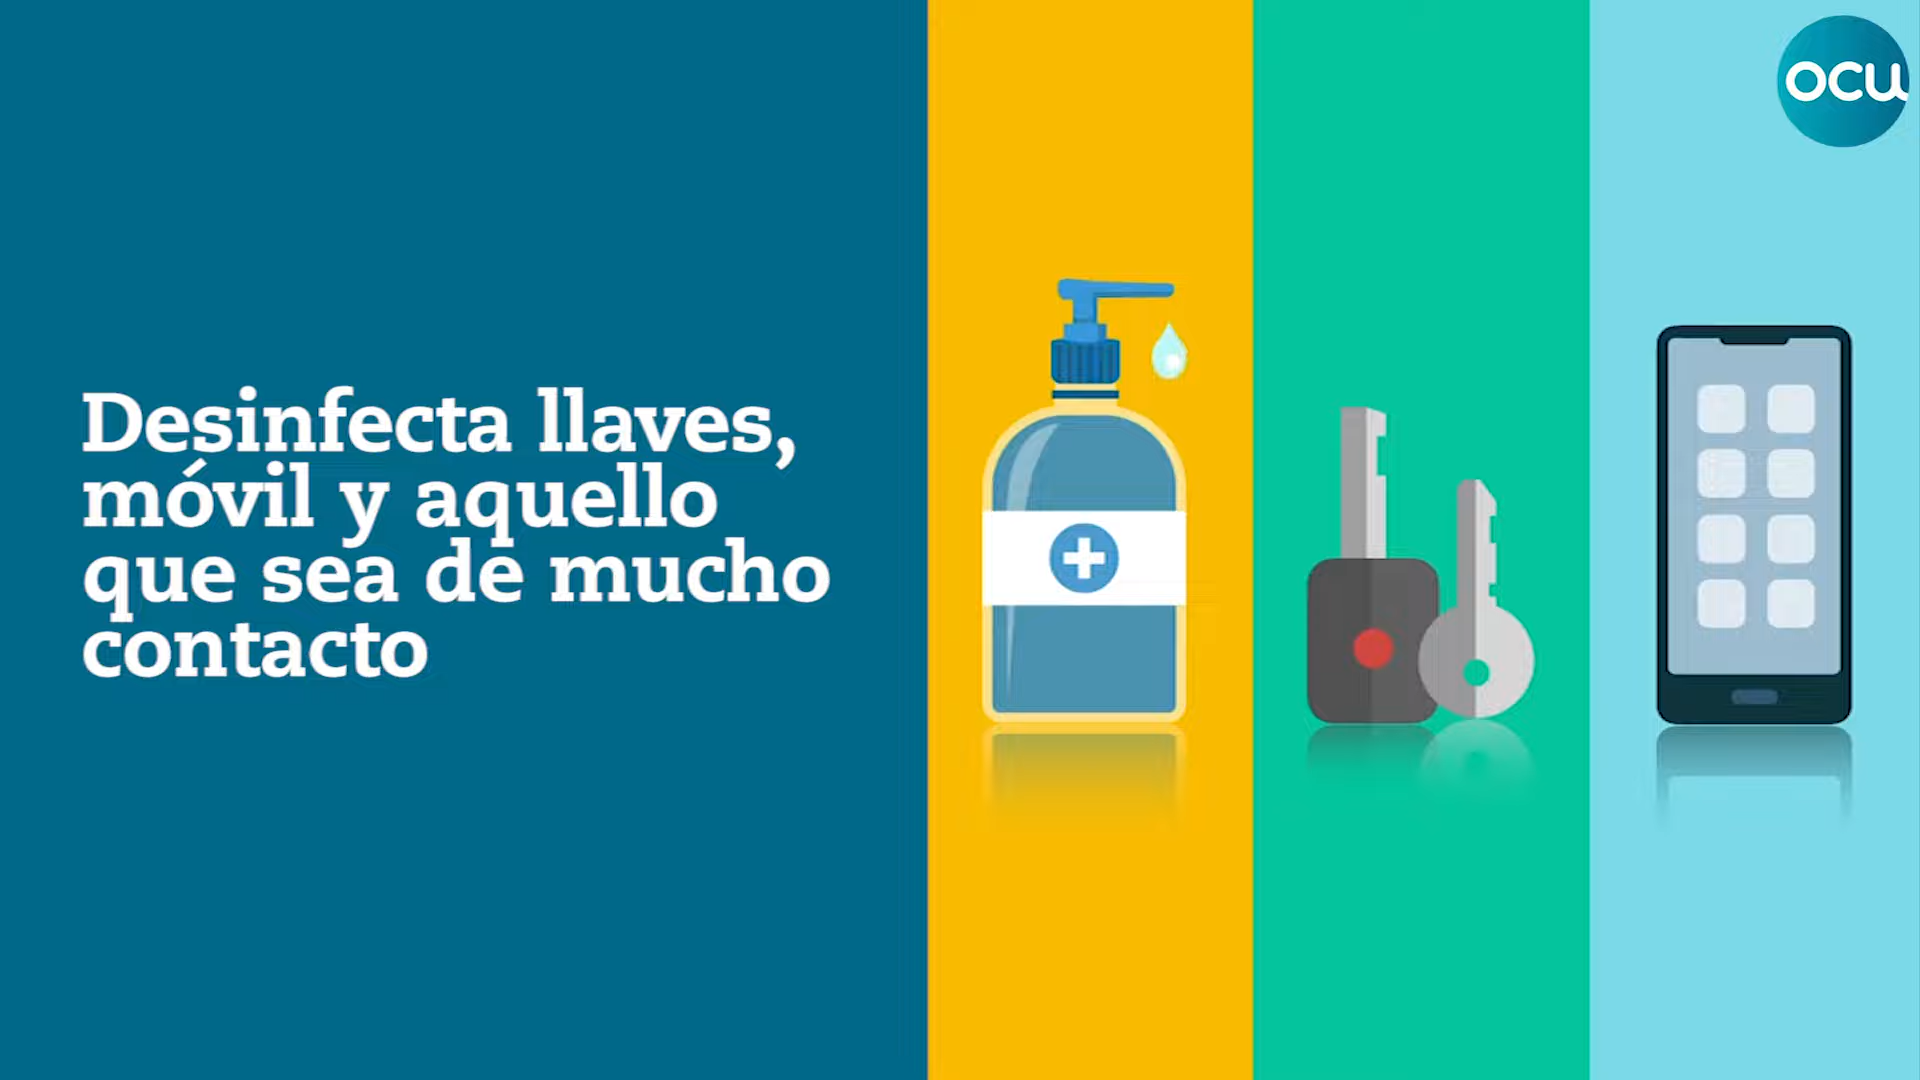 ocu
Desinfecta llaves,
móvil y aquello
que sea de mucho
contacto